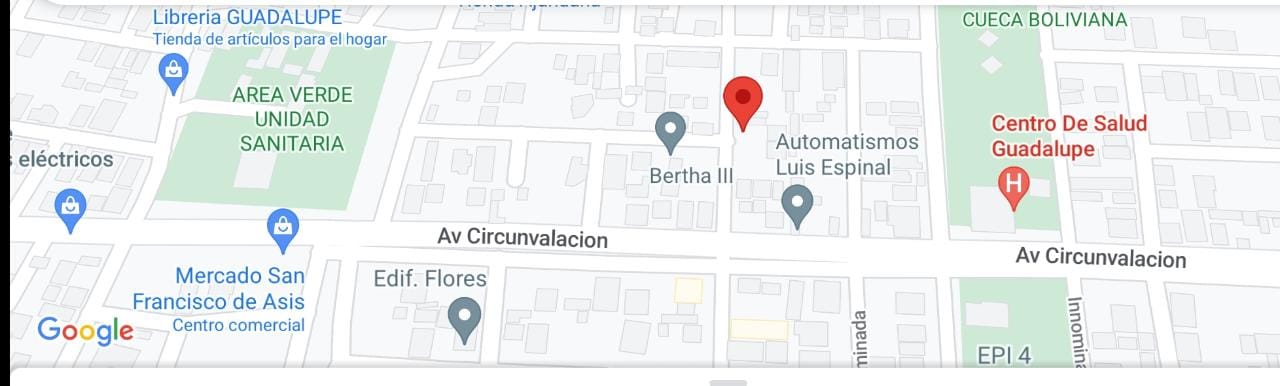 Libreria GUADALUPE
Tienda de artículos para el hogar
CUECA BOLIVIANA
AREA VERDE
UNIDAD
SANITARIA
Centro De Salud
Guadalupe
H
Automatismos
Luis Espinal
eléctricos
Bertha III
Av Circunvalacion
Av Circunvalacion
Mercado San
Francisco de Asis
Centro comercial
Edif. Flores
Google
minada
Innomina
EPI 4